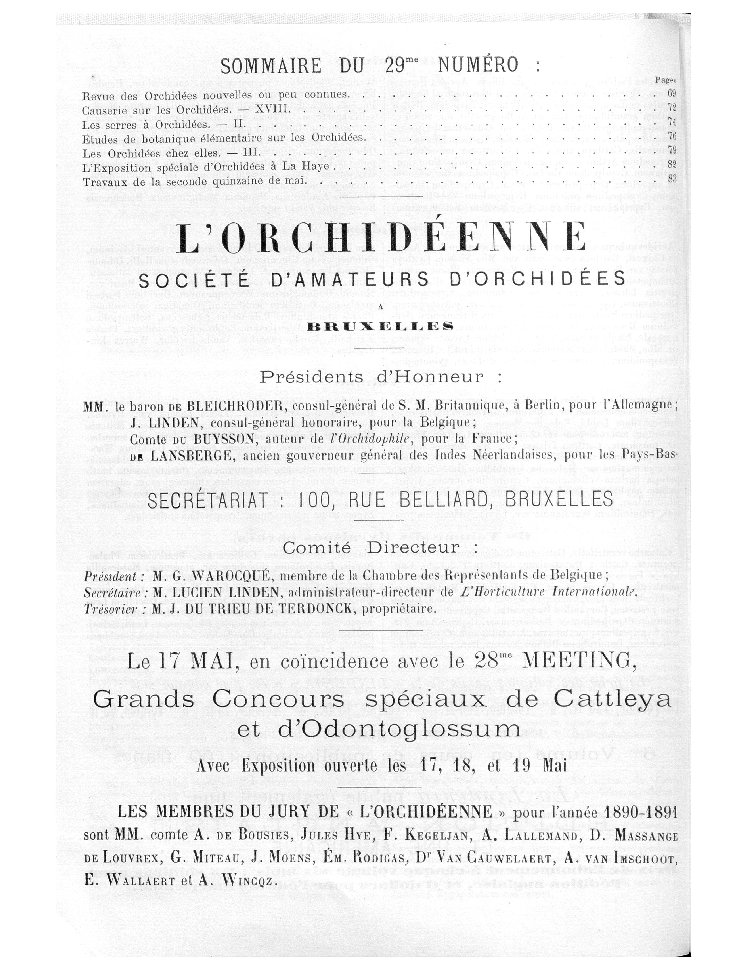 SOMMAIRE DU 29me NUMÉRO :
Pages
Revue des Orchidées nouvelles ou peu connues. . . . . . . . . . . . . . . . . . . . . 69
Causerie sur les Orchidées. — XVIII. . . . . . . . . . . . . . . . . . . . . . . . . 72
Les serres à Orchidées. — II. . . . . . . . . . . . . . . . . . . . . . . . . . . . 74
Etudes de botanique élémentaire sur les Orchidées. . . . . . . . . . . . . . . . . . . . 76
Les Orchidées chez elles. — III. . . . . . . . . . . . . . . . . . . . . . . . . . . 79
L'Exposition spéciale d'Orchidées à La Haye . . . . . . . . . . . . . . . . . . . . . . 82
Travaux de la seconde quinzaine de mai. . . . . . . . . . . . . . . . . . . . . . . . 83
L'ORCHIDÉENNE
SOCIÉTÉ D'AMATEURS D'ORCHIDÉES
A
BRUXELLES
Présidents d'Honneur :
MM. le baron DE BLEICHRODER, consul-général de S. M. Britannique, à Berlin, pour l'Allemagne;
J. LINDEN, consul-général honoraire, pour la Belgique;
Comte DU BUYSSON, auteur de l'Orchidophile, pour la France;
DE LANSBERGE, ancien gouverneur général des Indes Néerlandaises, pour les Pays-Bas
SECRÉTARIAT : 100, RUE BELLIARD, BRUXELLES
Comité Directeur :
Président : M. G. WAROCQUÉ, membre de la Chambre des Représentants de Belgique;
Secrétaire : M. LUCIEN LINDEN, administrateur-directeur de L'Horticulture Internationale.
Trésorier : M. J. DU TRIEU DE TERDONCK, propriétaire.
Le 17 MAI, en coïncidence avec le 28me MEETING,
Grands Concours spéciaux de Cattleya
et d'Odontoglossum
Avec Exposition ouverte les 17, 18, et 19 Mai
LES MEMBRES DU JURY DE « L'ORCHIDÉENNE » pour l'année 1890-1891
sont MM. comte A. DE BOUSIES, JULES HYE, F. KEGELJAN, A. LALLEMAND, D. MASSANGE
DE LOUVREX, G. MITEAU, J. MOENS, ÉM. RODIGAS, Dr VAN CAUWELAERT, A. VAN IMSCHOOT,
E. WALLAERT et A. WINCQZ.